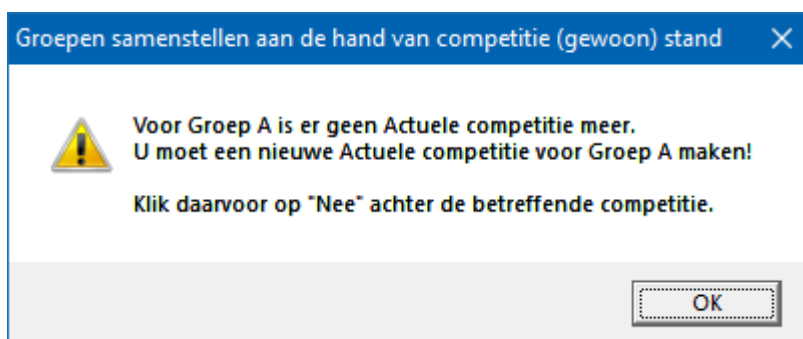 Groepen samenstellen aan de hand van competitie (gewoon) stand
Voor Groep A is er geen Actuele competitie meer.
U moet een nieuwe Actuele competitie voor Groep A maken!
Klik daarvoor op "Nee" achter de betreffende competitie.
OK